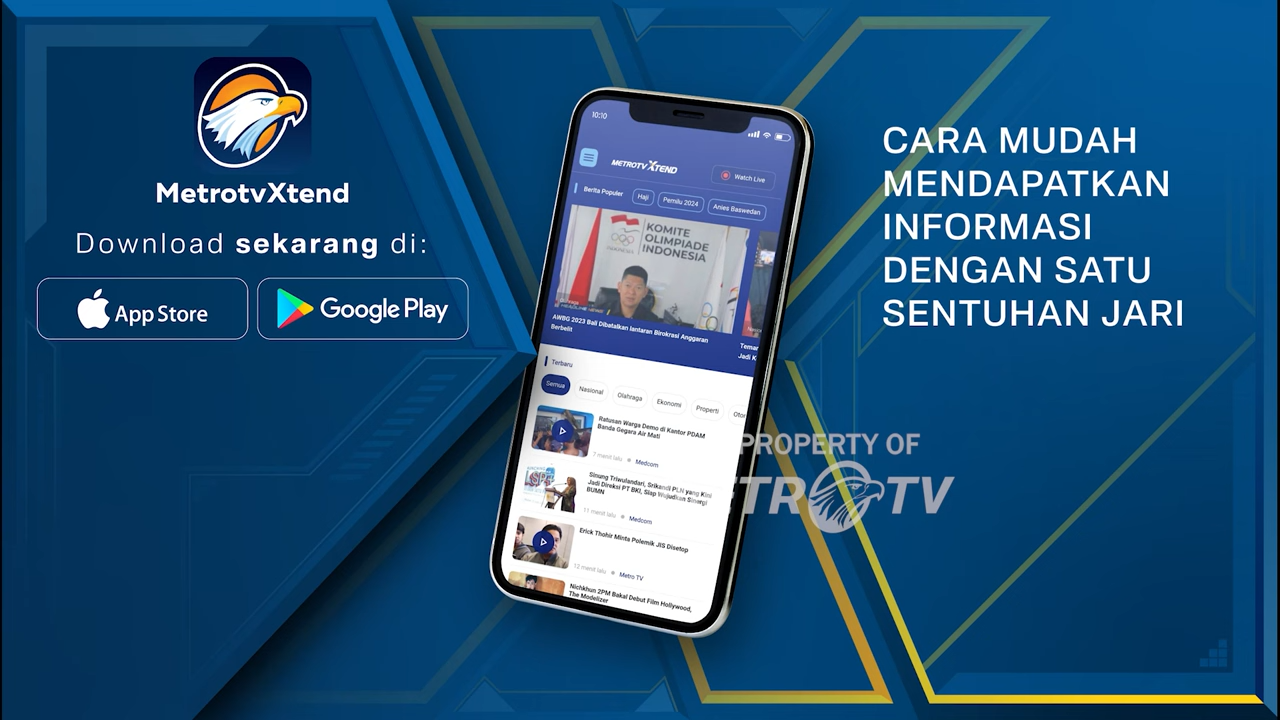 MetrotvXtend
Download sekarang di:
App Store
Google Play
10:10
METROTV XTEND
Watch Live
Berita Populer
Haji
Pemilu 2024
Anies Baswedan
KOMITE
OLIMPIADE
INDONESIA
AWBG 2023 Bali Dibatalkan lantaran Birokrasi Anggaran
Berbelit
Teman
Jadi K
Terbaru
Semua
Nasional
Olahraga
Ekonomi
Properti
Otor
Ratusan Warga Demo di Kantor PDAM
Banda Gegara Air Mati
7 menit lalu
Medcom
Sinung Triwulandari, Srikandi PLN yang Kini
Jadi Direksi PT BKI, Siap Wujudkan Sinergi
BUMN
11 menit lalu
Medcom
Erick Thohir Minta Polemik JIS Disetop
12 menit lalu
Metro TV
Nichkhun 2PM Bakal Debut Film Hollywood,
The Modelizer
CARA MUDAH
MENDAPATKAN
INFORMASI
DENGAN SATU
SENTUHAN JARI
PROPERTY OF
TRO TV